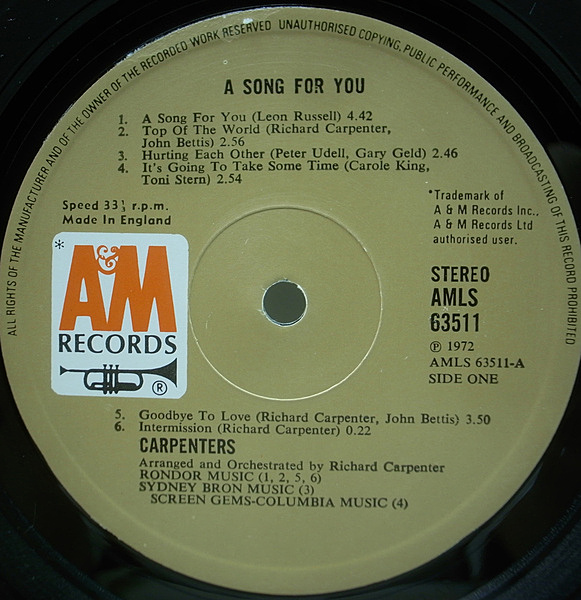 ALL RIGHTS OF THE MANUFACTURER AND OF THE OWNER OF THE RECORDED WORK RESERVED UNAUTHORISED COPYING, PUBLIC PERFORMANCE AND BROADCASTING OF THIS RECORD PROHIBITED
A SONG FOR YOU
1. A Song For You (Leon Russell) 4.42
2. Top Of The World (Richard Carpenter,
John Bettis) 2.56
3. Hurting Each Other (Peter Udell, Gary Geld) 2.46
4. It's Going To Take Some Time (Carole King,
Toni Stern) 2.54
Speed 33⅓ r.p.m.
Made In England
*Trademark of
A & M Records Inc.,
A & M Records Ltd
authorised user.
*
A&M
RECORDS
®
STEREO
AMLS
63511
℗ 1972
AMLS 63511-A
SIDE ONE
5. Goodbye To Love (Richard Carpenter, John Bettis) 3.50
6. Intermission (Richard Carpenter) 0.22
CARPENTERS
Arranged and Orchestrated by Richard Carpenter
RONDOR MUSIC (1, 2, 5, 6)
SYDNEY BRON MUSIC (3)
SCREEN GEMS-COLUMBIA MUSIC (4)